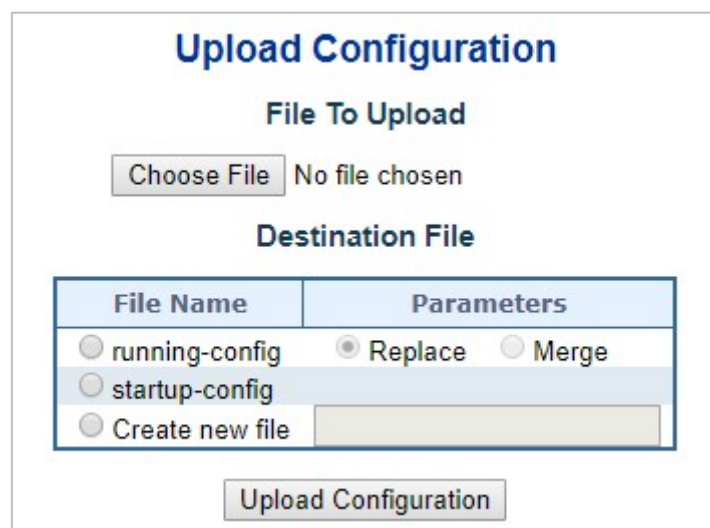 Upload Configuration
File To Upload
Choose File No file chosen
Destination File
File Name Parameters
running-config Replace Merge
startup-config
Create new file
Upload Configuration